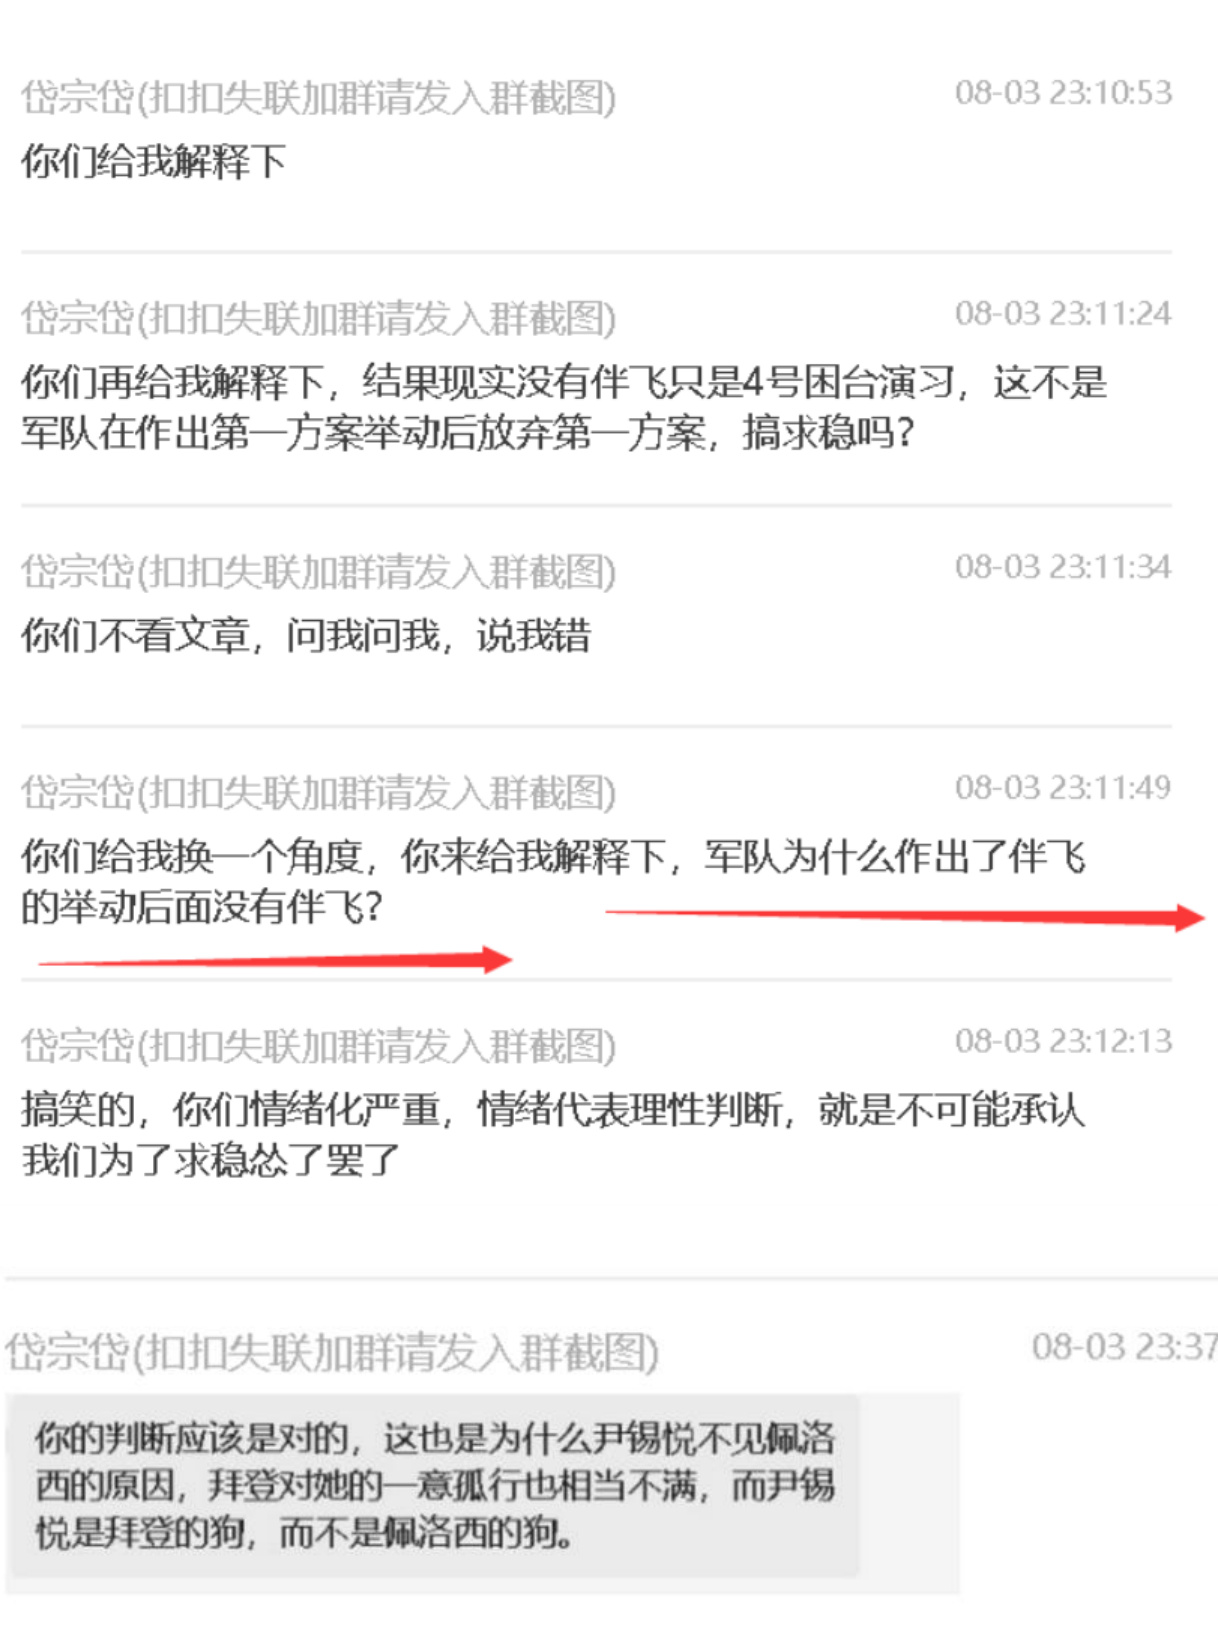 岱宗岱(扣扣失联加群请发入群截图) 08-03 23:10:53
你们给我解释下
岱宗岱(扣扣失联加群请发入群截图) 08-03 23:11:24
你们再给我解释下，结果现实没有伴飞只是4号困台演习，这不是
军队在作出第一方案举动后放弃第一方案，搞求稳吗？
岱宗岱(扣扣失联加群请发入群截图) 08-03 23:11:34
你们不看文章，问我问我，说我错
岱宗岱(扣扣失联加群请发入群截图) 08-03 23:11:49
你们给我换一个角度，你来给我解释下，军队为什么作出了伴飞
的举动后面没有伴飞？
岱宗岱(扣扣失联加群请发入群截图) 08-03 23:12:13
搞笑的，你们情绪化严重，情绪代表理性判断，就是不可能承认
我们为了求稳怂了罢了
岱宗岱(扣扣失联加群请发入群截图) 08-03 23:37
你的判断应该是对的，这也是为什么尹锡悦不见佩洛
西的原因，拜登对她的一意孤行也相当不满，而尹锡
悦是拜登的狗，而不是佩洛西的狗。